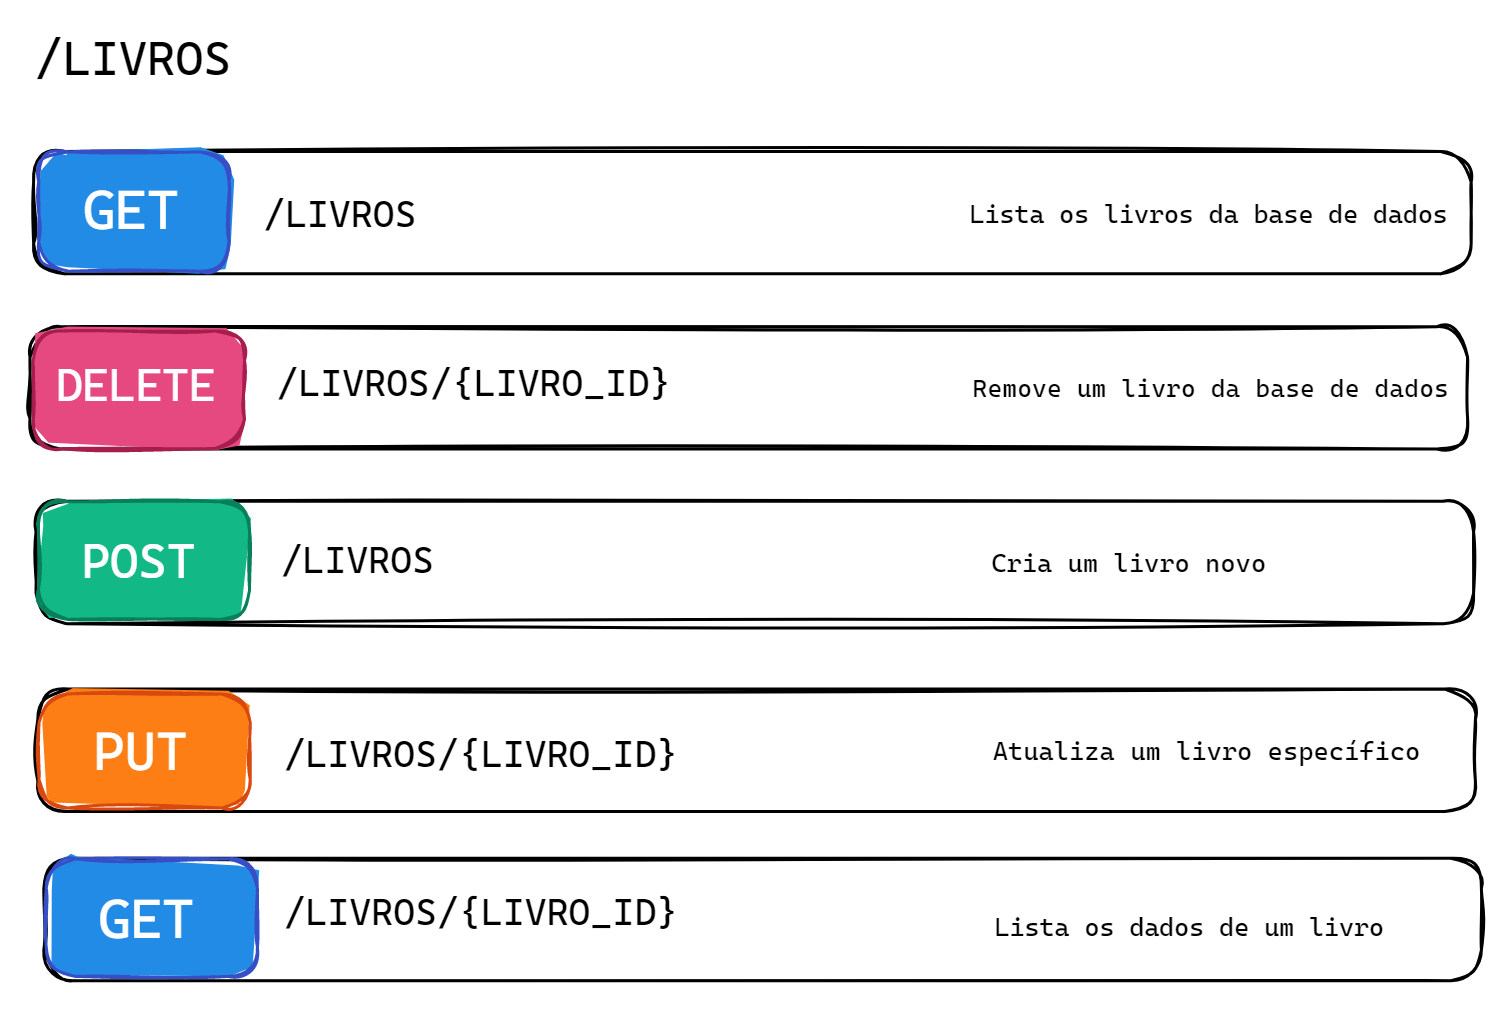 /LIVROS
GET /LIVROS Lista os livros da base de dados
DELETE /LIVROS/{LIVRO_ID} Remove um livro da base de dados
POST /LIVROS Cria um livro novo
PUT /LIVROS/{LIVRO_ID} Atualiza um livro específico
GET /LIVROS/{LIVRO_ID} Lista os dados de um livro